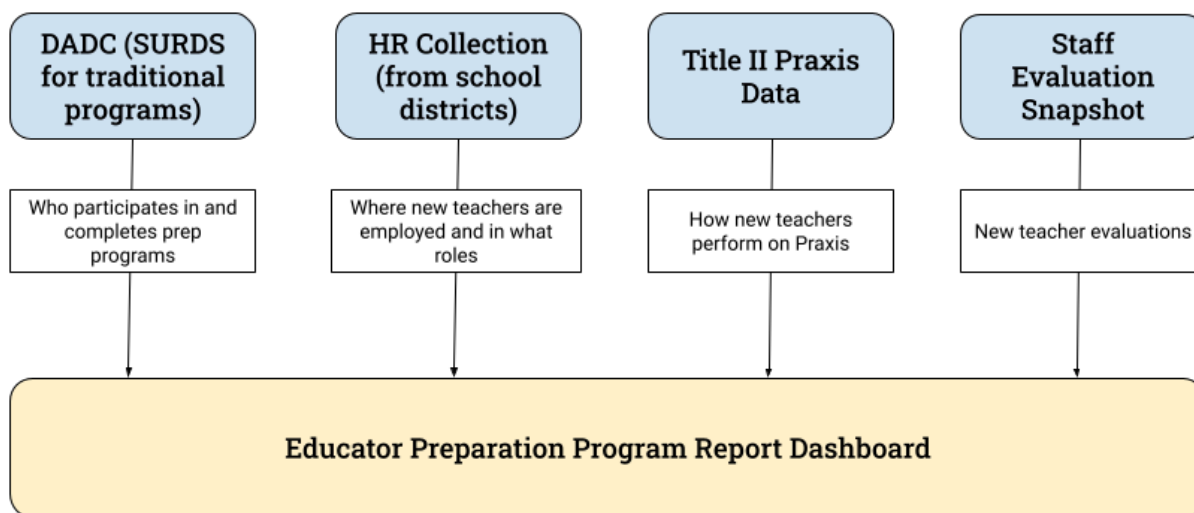 DADC (SURDS
for traditional
programs)
HR Collection
(from school
districts)
Title II Praxis
Data
Staff
Evaluation
Snapshot
Who participates in and
completes prep
programs
Where new teachers are
employed and in what
roles
How new teachers
perform on Praxis
New teacher evaluations
Educator Preparation Program Report Dashboard